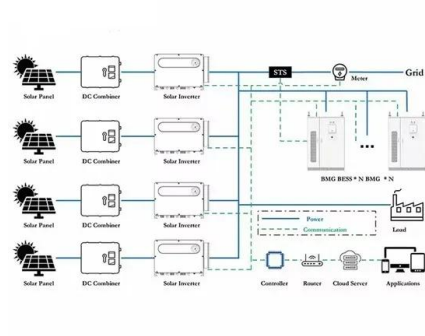 STS
Meter
Grid
Solar Panel
DC Combiner
Solar Inverter
Solar Panel
DC Combiner
Solar Inverter
BMG BESS * N BMG * N
Solar Panel
DC Combiner
Solar Inverter
Power
Communication
Load
Solar Panel
DC Combiner
Solar Inverter
Controller
Router
Cloud Server
Applications